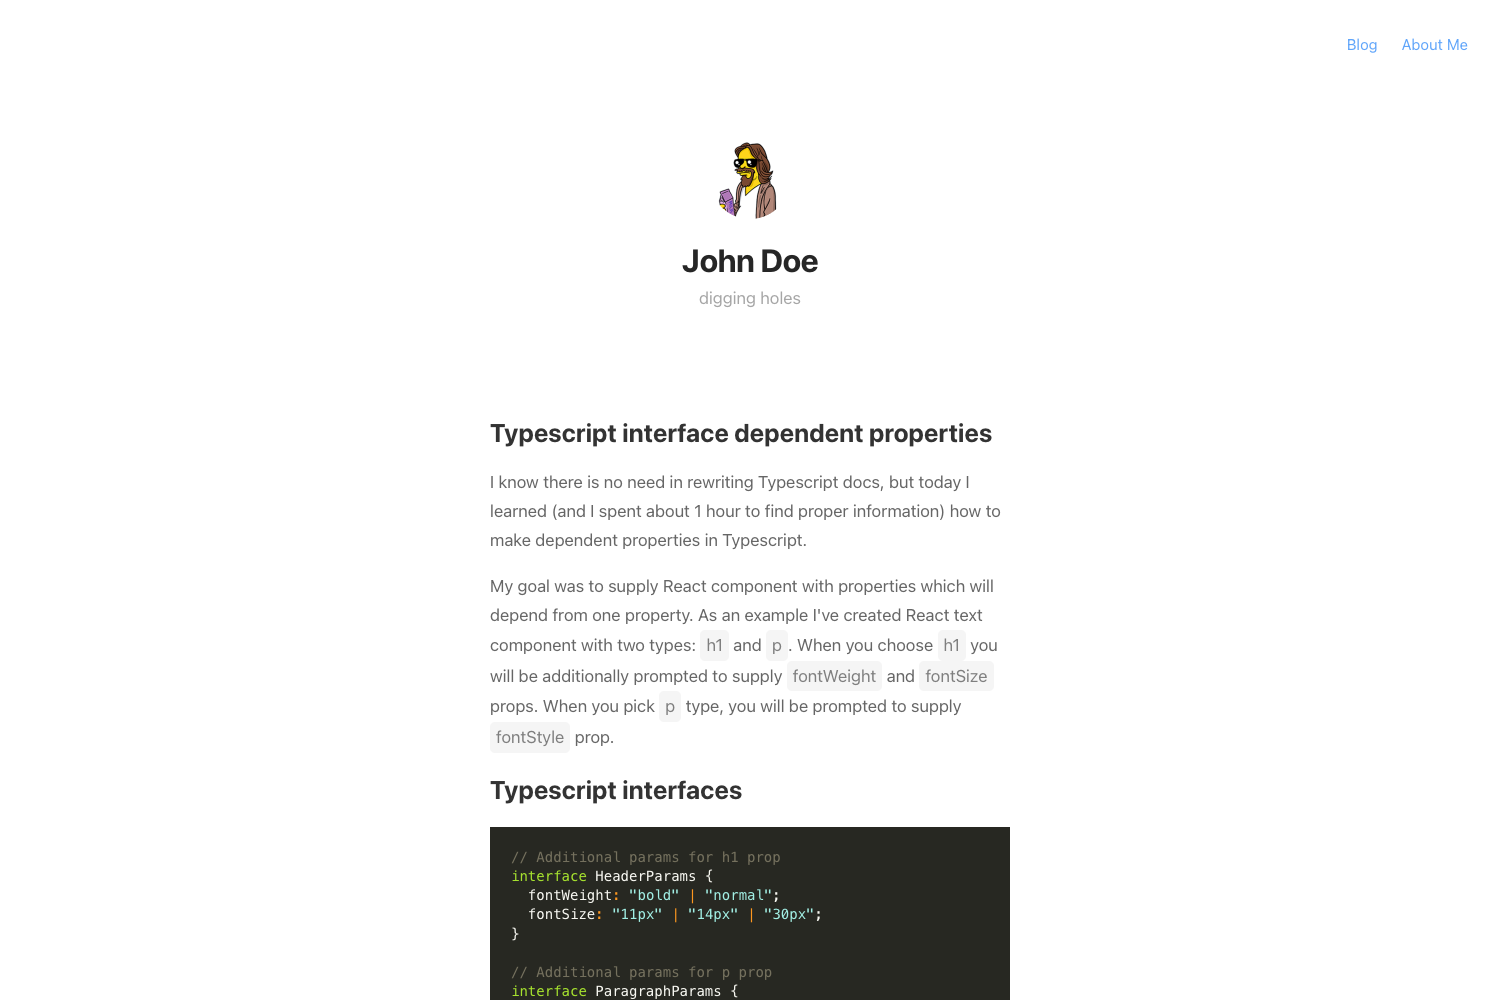 Blog About Me
John Doe
digging holes
Typescript interface dependent properties
I know there is no need in rewriting Typescript docs, but today I
learned (and I spent about 1 hour to find proper information) how to
make dependent properties in Typescript.
My goal was to supply React component with properties which will
depend from one property. As an example I've created React text
component with two types: h1 and p. When you choose h1 you
will be additionally prompted to supply fontWeight and fontSize
props. When you pick p type, you will be prompted to supply
fontStyle prop.
Typescript interfaces
// Additional params for h1 prop
interface HeaderParams {
  fontWeight: "bold" | "normal";
  fontSize: "11px" | "14px" | "30px";
}
// Additional params for p prop
interface ParagraphParams {